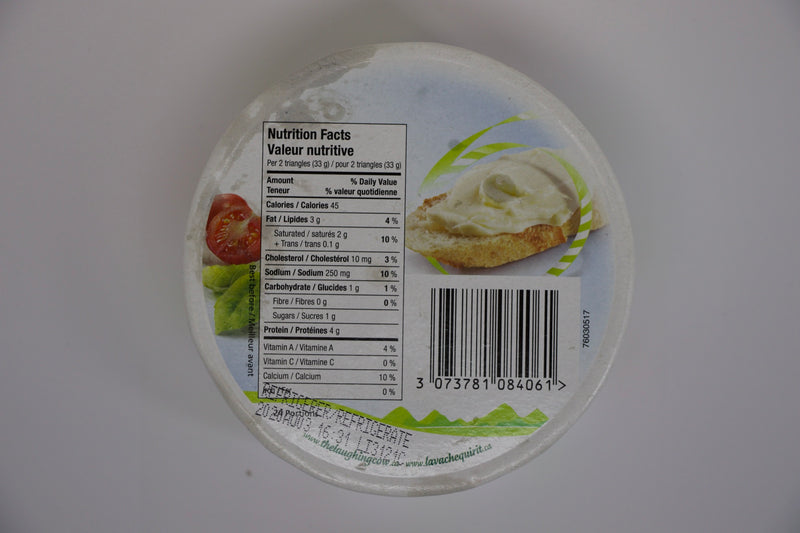 Nutrition Facts
Valeur nutritive
Per 2 triangles (33 g) / pour 2 triangles (33 g)
Amount % Daily Value
Teneur % valeur quotidienne
Calories / Calories 45
Fat / Lipides 3 g 4 %
Saturated / saturés 2 g
+ Trans / trans 0.1 g 10 %
Cholesterol / Cholestérol 10 mg 3 %
Sodium / Sodium 250 mg 10 %
Carbohydrate / Glucides 1 g 1 %
Fibre / Fibres 0 g 0 %
Sugars / Sucres 1 g
Protein / Protéines 4 g
Vitamin A / Vitamine A 4 %
Vitamin C / Vitamine C 0 %
Calcium / Calcium 10 %
0 %
Best before / Meilleur avant
REFRIGERER/REFRIGERATE
24 Portions
16:31
www.thelaughingcow.ca - www.lavachequirit.ca
3 073781 084061 >
76030517